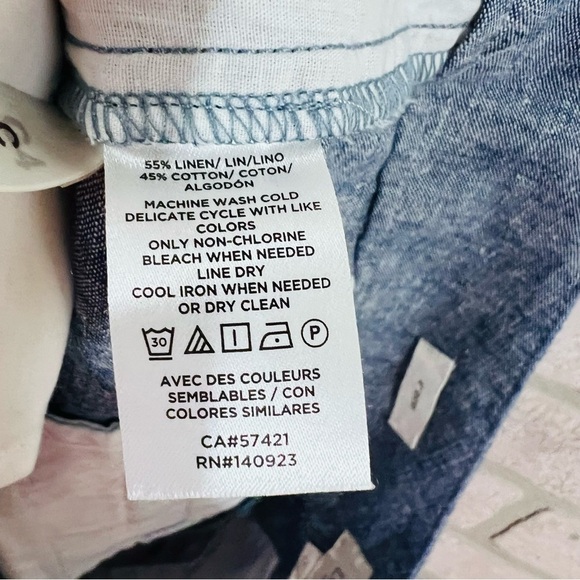 55% LINEN/ LIN/LINO
45% COTTON/ COTON/
ALGODÓN
MACHINE WASH COLD
DELICATE CYCLE WITH LIKE
COLORS
ONLY NON-CHLORINE
BLEACH WHEN NEEDED
LINE DRY
COOL IRON WHEN NEEDED
OR DRY CLEAN
30 P
AVEC DES COULEURS
SEMBLABLES / CON
COLORES SIMILARES
CA#57421
RN#140923